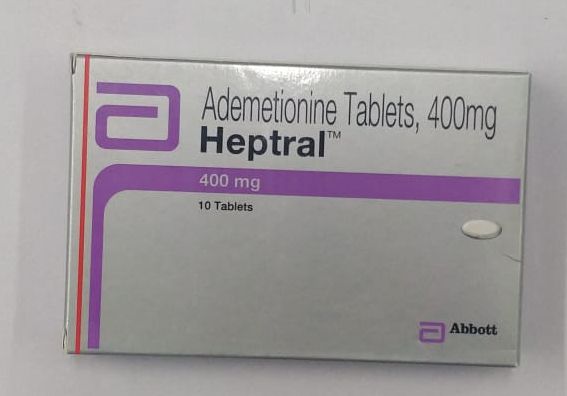 Ademetionine Tablets, 400mg
Heptral™
400 mg
10 Tablets
Abbott